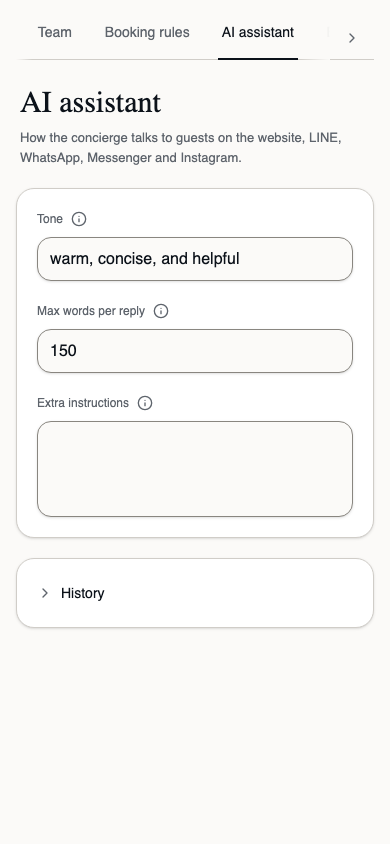 Team
Booking rules
AI assistant
AI assistant
How the concierge talks to guests on the website, LINE,
WhatsApp, Messenger and Instagram.
Tone
warm, concise, and helpful
Max words per reply
150
Extra instructions
History